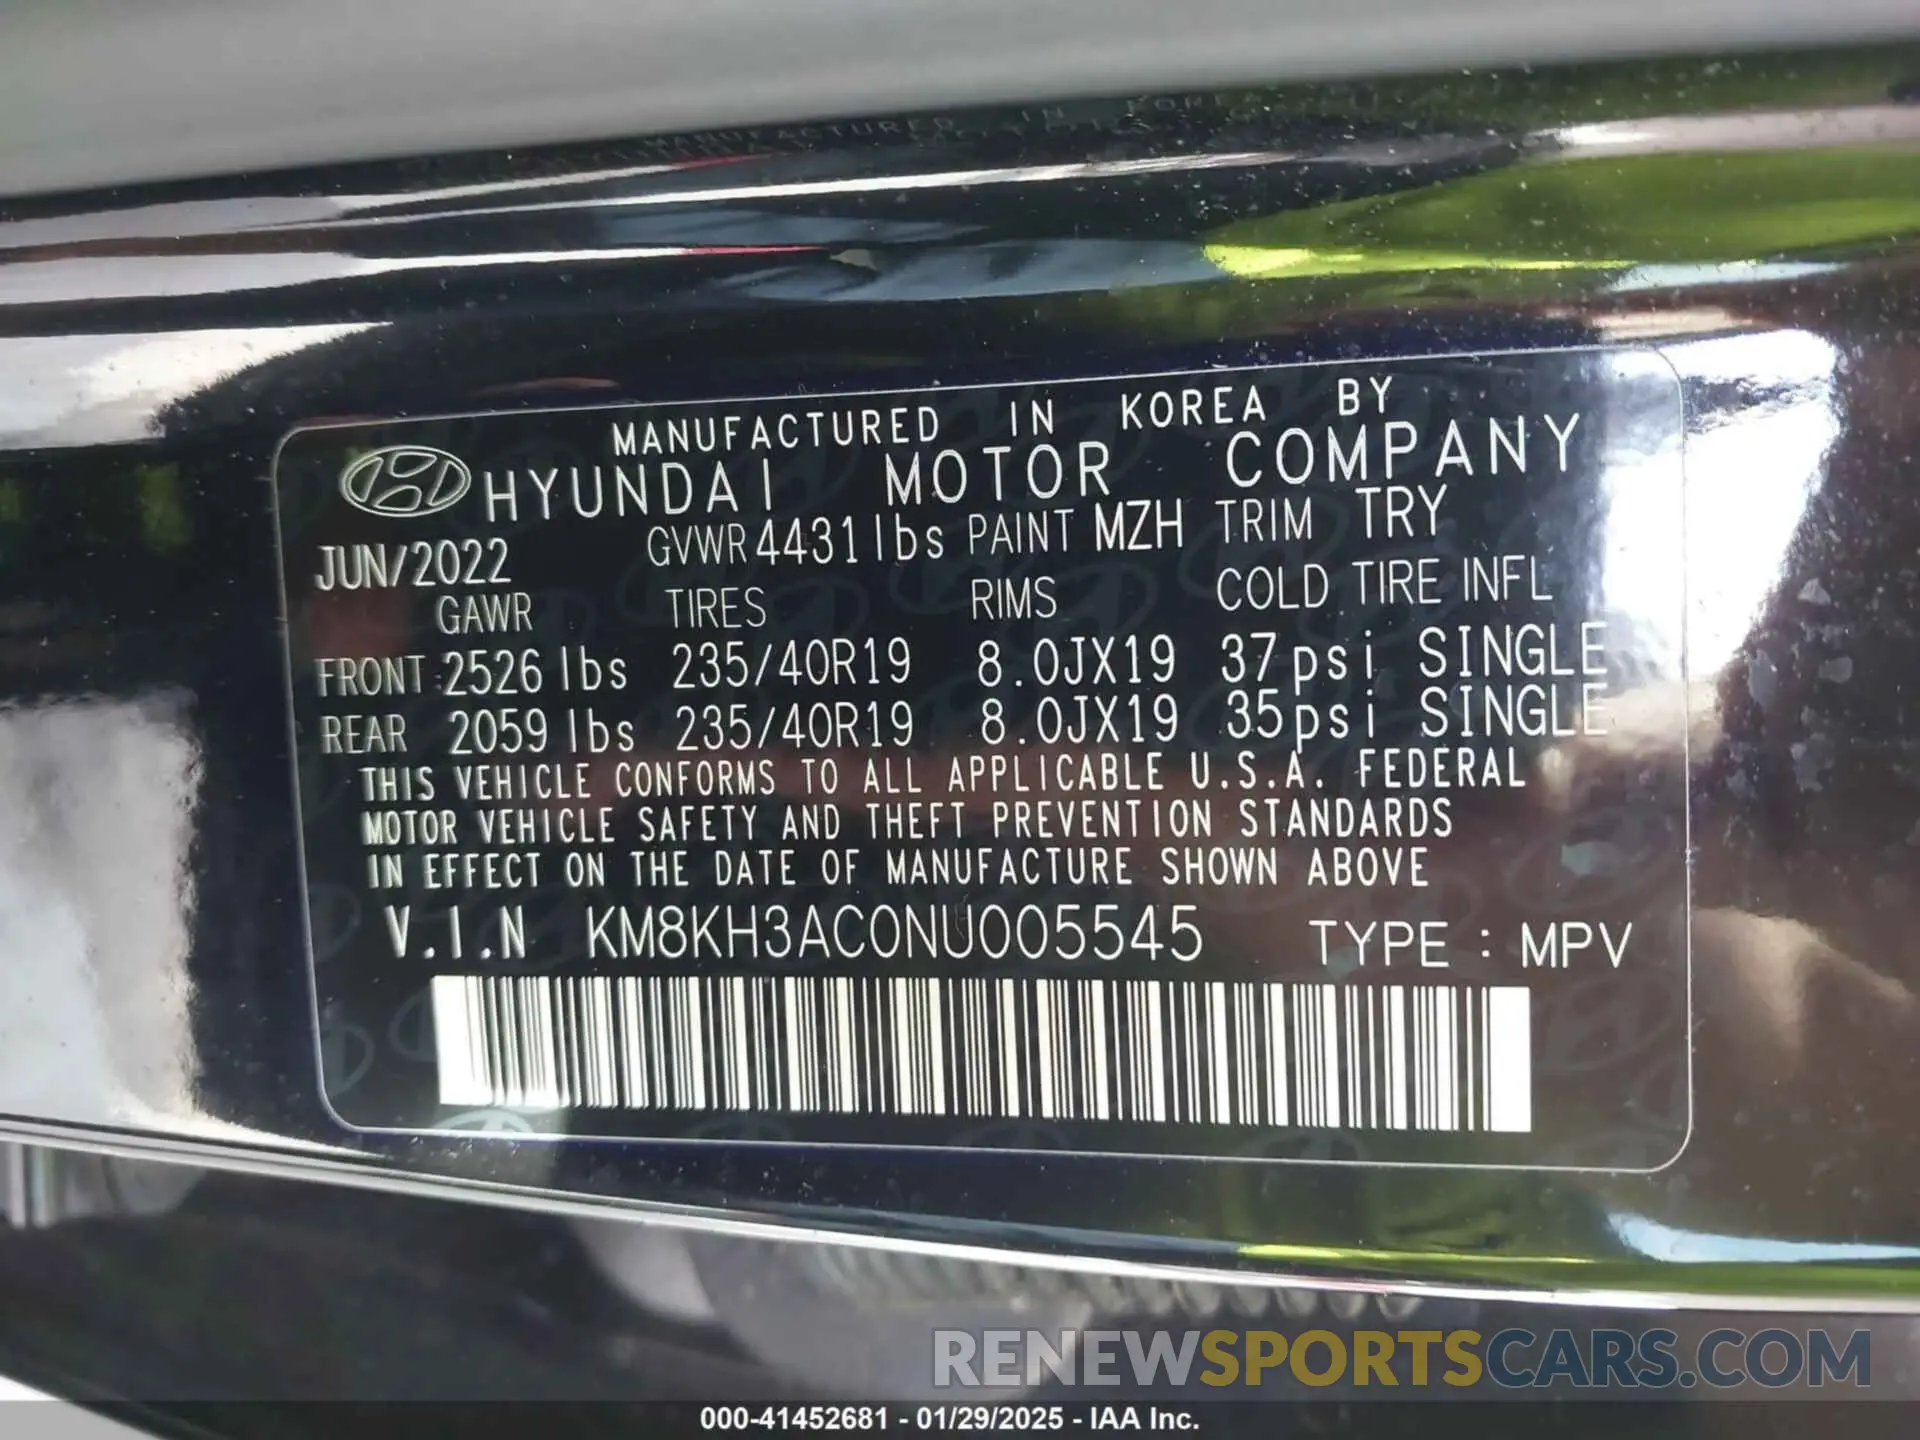 MANUFACTURED IN KOREA BY
HYUNDAI MOTOR COMPANY
JUN/2022 GVWR 4431 lbs PAINT MZH TRIM TRY
GAWR TIRES RIMS COLD TIRE INFL
FRONT:2526 lbs 235/40R19 8.0JX19 37psi SINGLE
REAR 2059 lbs 235/40R19 8.0JX19 35psi SINGLE
THIS VEHICLE CONFORMS TO ALL APPLICABLE U.S.A. FEDERAL
MOTOR VEHICLE SAFETY AND THEFT PREVENTION STANDARDS
IN EFFECT ON THE DATE OF MANUFACTURE SHOWN ABOVE
V.I.N KM8KH3AC0NU005545 TYPE : MPV
RENEWSPORTSCARS.COM
000-41452681 - 01/29/2025 - IAA Inc.